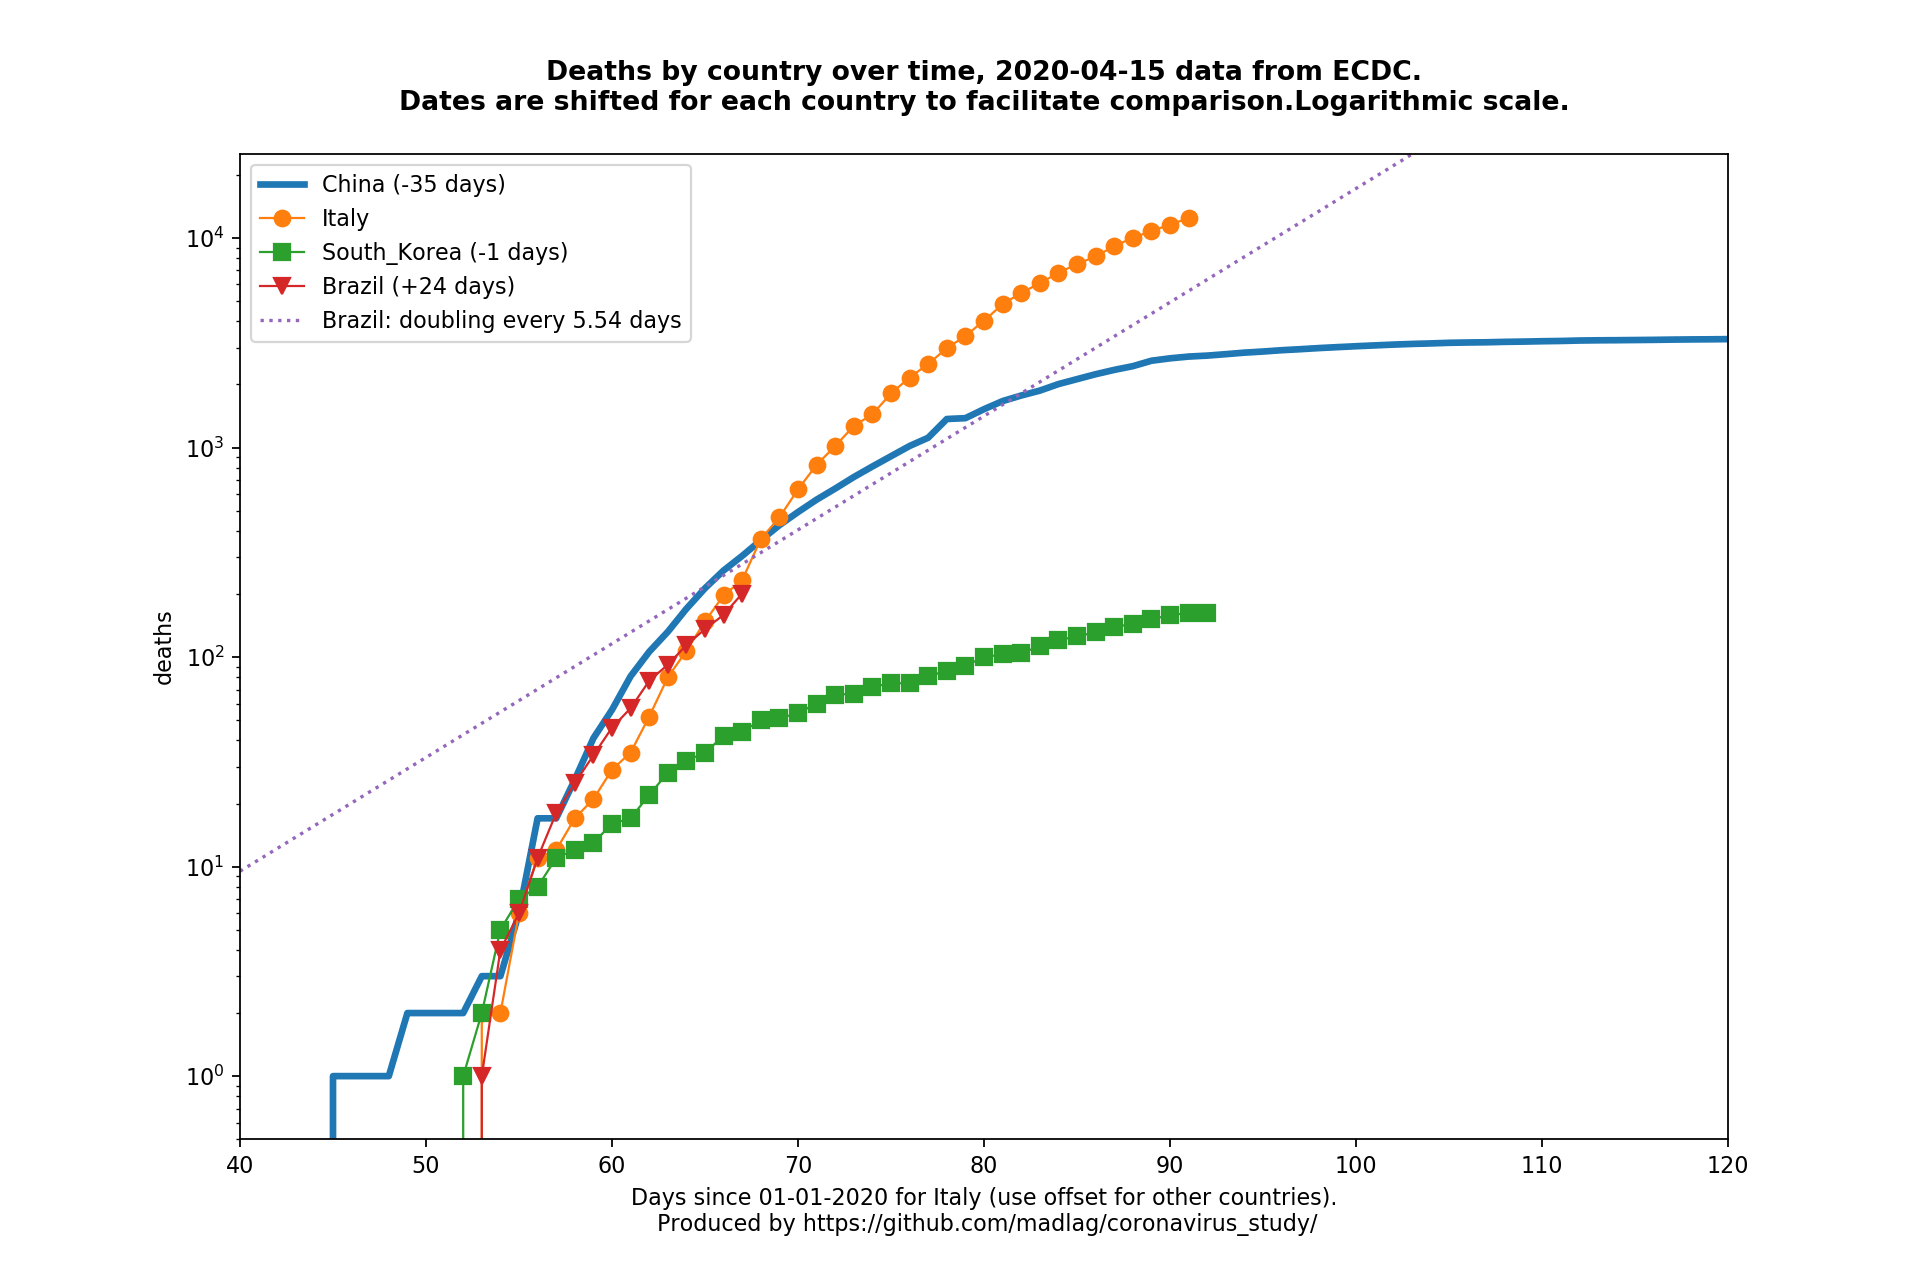 Deaths by country over time, 2020-04-15 data from ECDC.
Dates are shifted for each country to facilitate comparison.Logarithmic scale.
China (-35 days)
Italy
South_Korea (-1 days)
Brazil (+24 days)
Brazil: doubling every 5.54 days
10⁴
10³
10²
10¹
10⁰
deaths
40 50 60 70 80 90 100 110 120
Days since 01-01-2020 for Italy (use offset for other countries).
Produced by https://github.com/madlag/coronavirus_study/